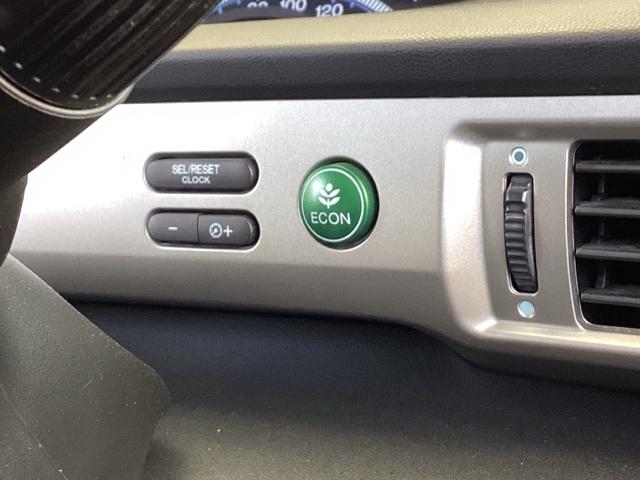 100 120
SEL/RESET
CLOCK
- +
ECON